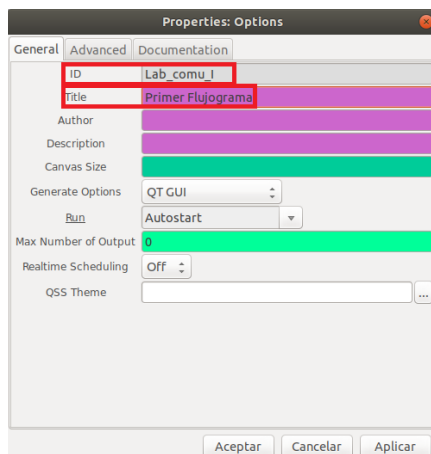 Properties: Options
General Advanced Documentation
ID Lab_comu_I
Title Primer Flujograma
Author
Description
Canvas Size
Generate Options QT GUI
Run Autostart
Max Number of Output 0
Realtime Scheduling Off
QSS Theme ...
Aceptar Cancelar Aplicar